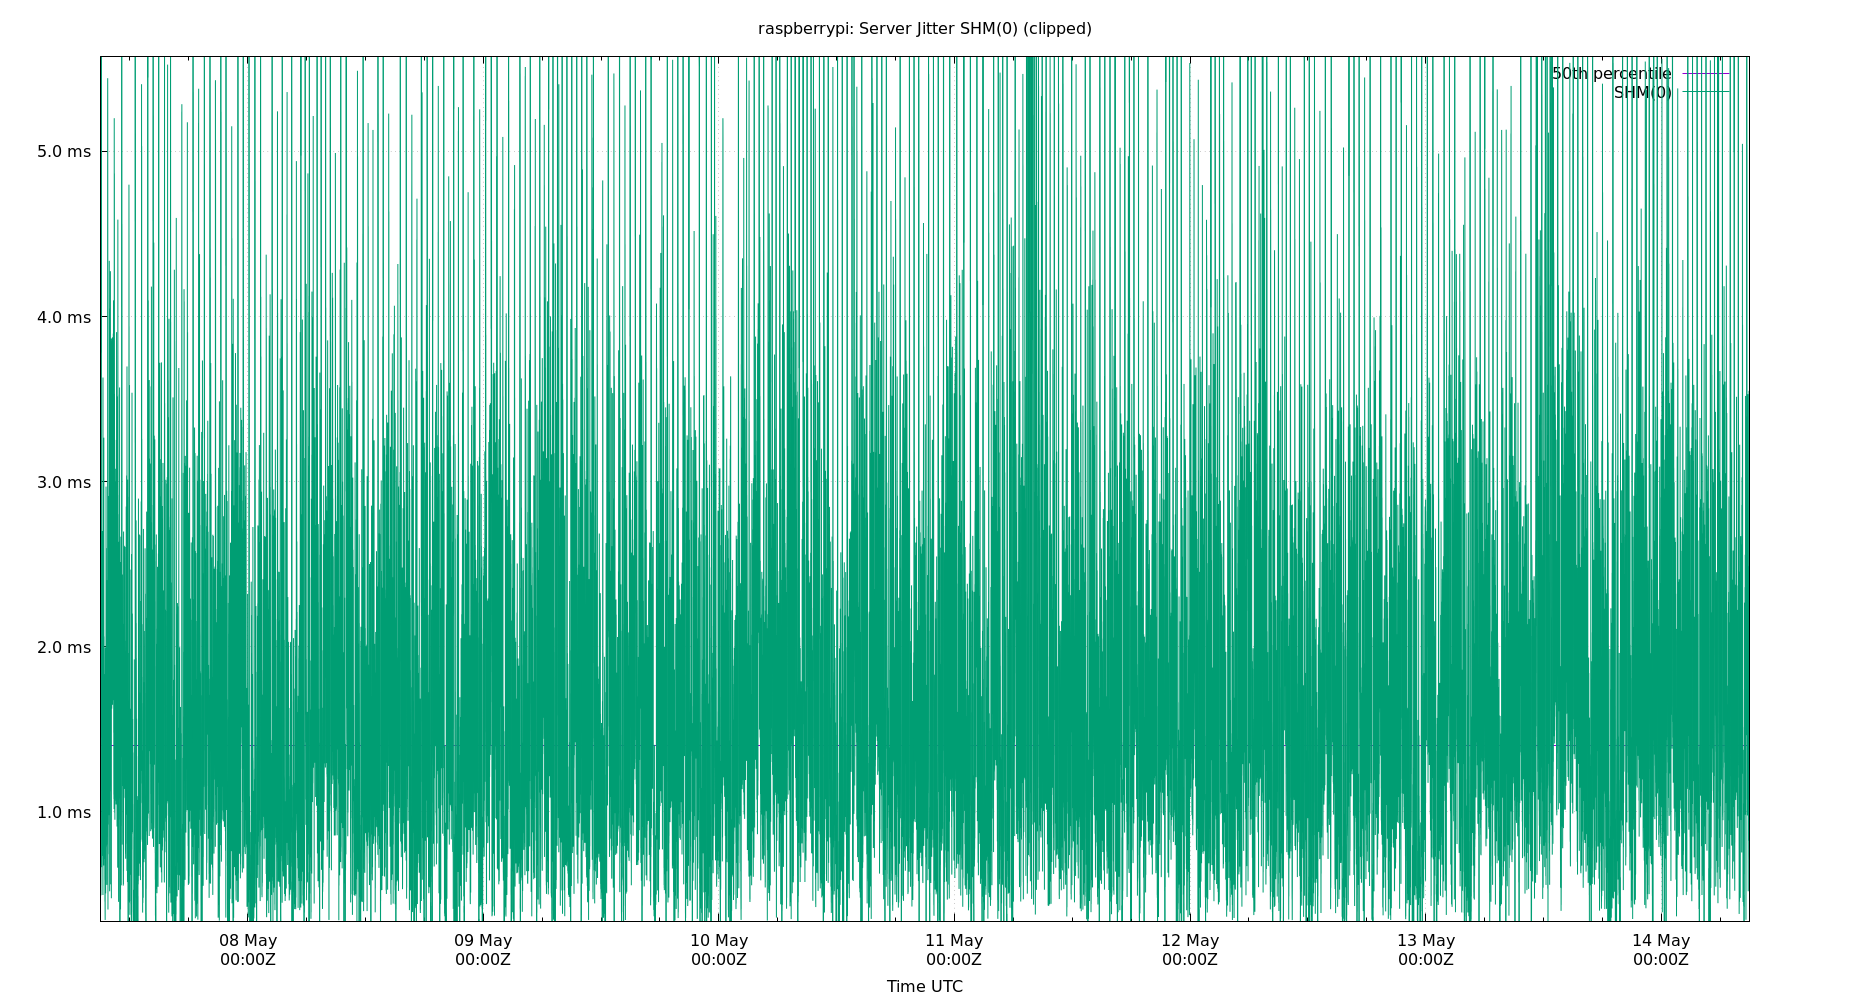 raspberrypi: Server Jitter SHM(0) (clipped)
50th percentile
SHM(0)
5.0 ms
4.0 ms
3.0 ms
2.0 ms
1.0 ms
08 May 09 May 10 May 11 May 12 May 13 May 14 May
00:00Z 00:00Z 00:00Z 00:00Z 00:00Z 00:00Z 00:00Z
Time UTC